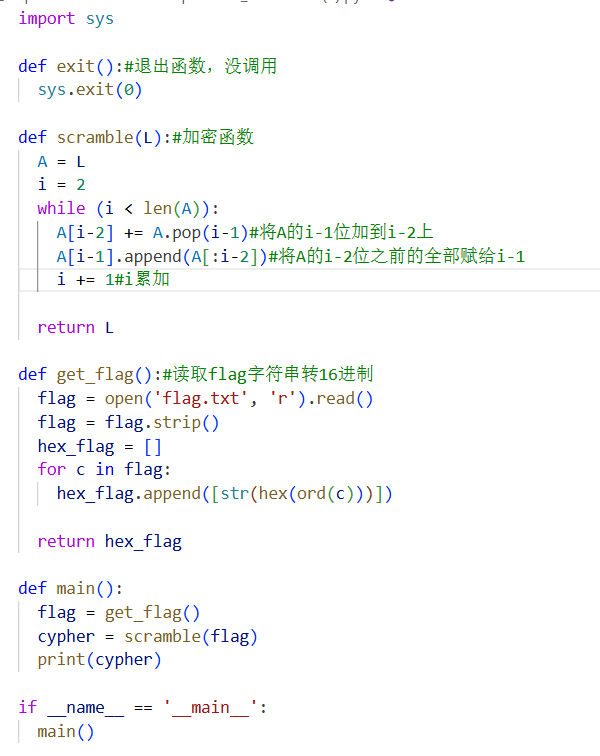 import sys
def exit():#退出函数，没调用
  sys.exit(0)
def scramble(L):#加密函数
  A = L
  i = 2
  while (i < len(A)):
    A[i-2] += A.pop(i-1)#将A的i-1位加到i-2上
    A[i-1].append(A[:i-2])#将A的i-2位之前的全部赋给i-1
    i += 1#i累加
  return L
def get_flag():#读取flag字符串转16进制
  flag = open('flag.txt', 'r').read()
  flag = flag.strip()
  hex_flag = []
  for c in flag:
    hex_flag.append([str(hex(ord(c)))])
  return hex_flag
def main():
  flag = get_flag()
  cypher = scramble(flag)
  print(cypher)
if __name__ == '__main__':
  main()